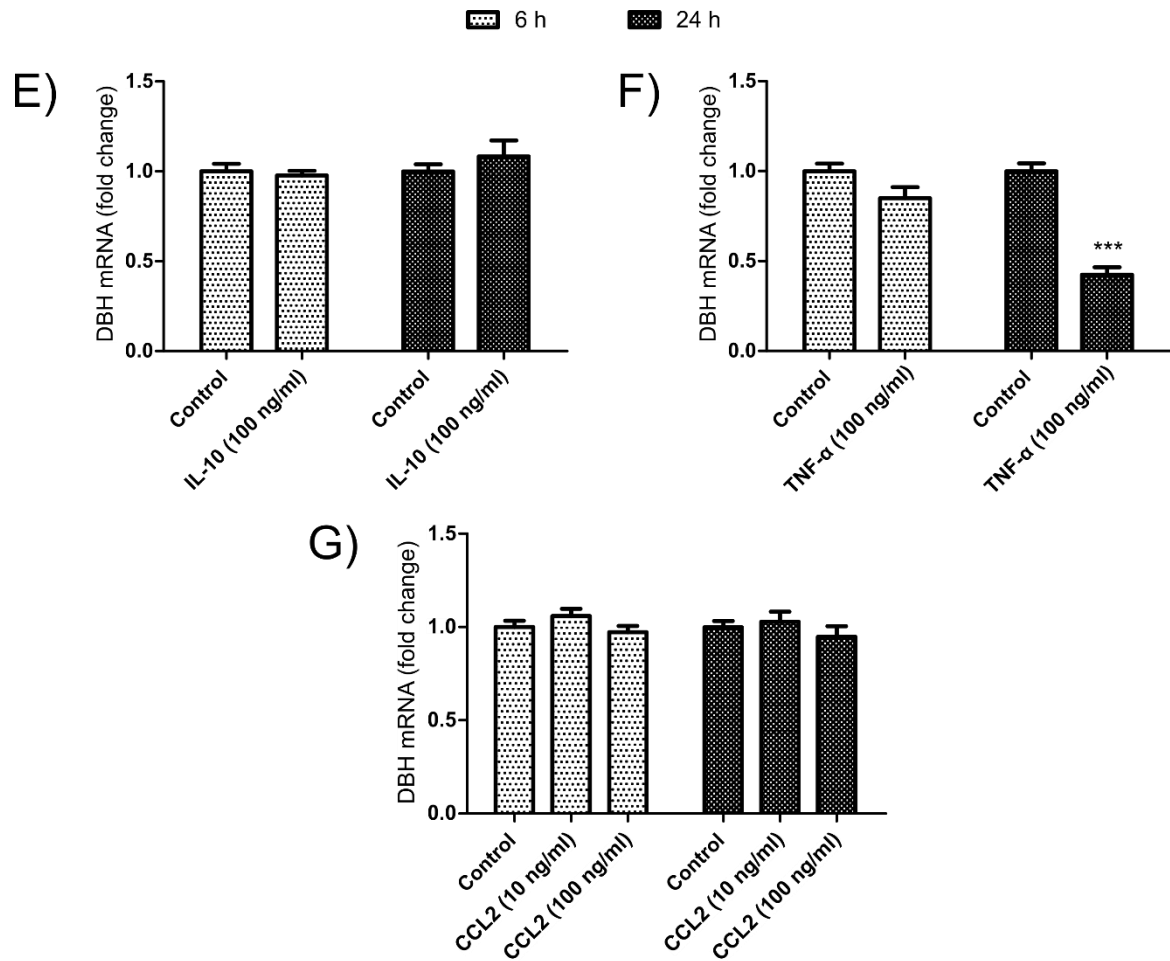 6 h
24 h
E)
DBH mRNA (fold change)
1.5
1.0
0.5
0.0
Control
IL-10 (100 ng/ml)
Control
IL-10 (100 ng/ml)
F)
DBH mRNA (fold change)
1.5
1.0
0.5
0.0
***
Control
TNF-α (100 ng/ml)
Control
TNF-α (100 ng/ml)
G)
DBH mRNA (fold change)
1.5
1.0
0.5
0.0
Control
CCL2 (10 ng/ml)
CCL2 (100 ng/ml)
Control
CCL2 (10 ng/ml)
CCL2 (100 ng/ml)